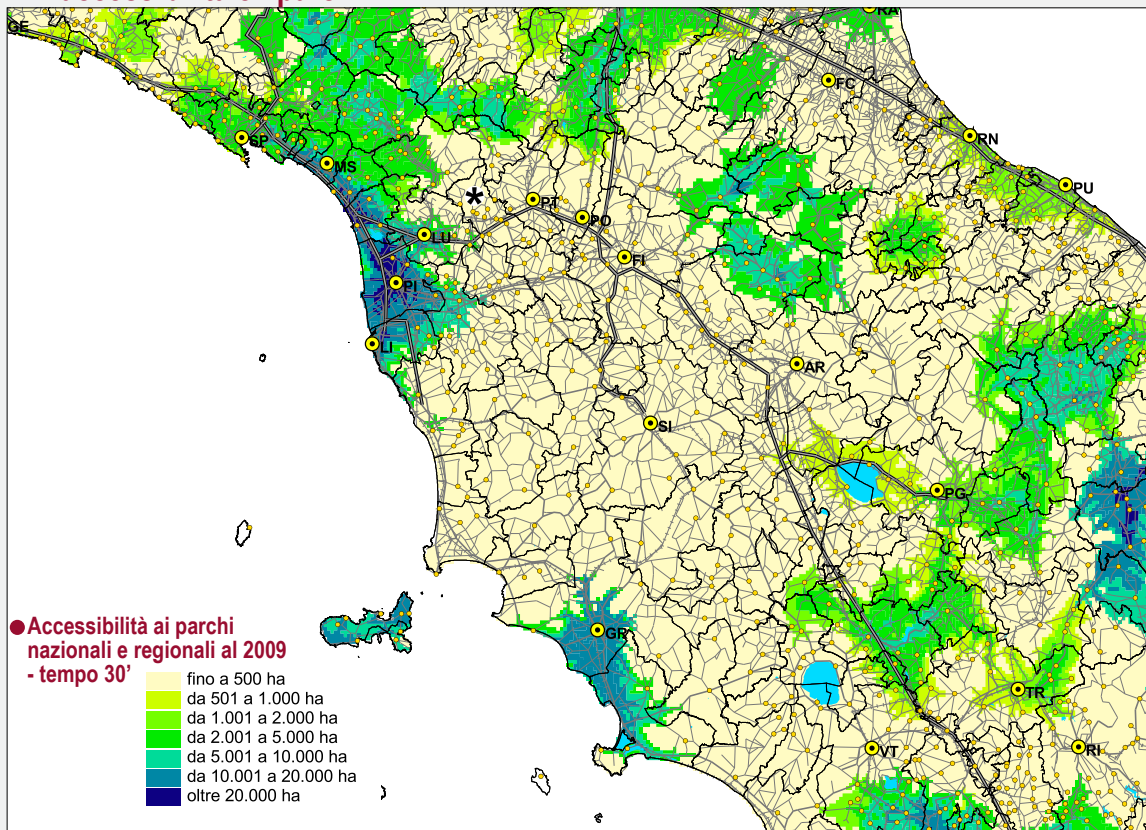 GE
RA
FC
SP
RN
MS
PU
PT
PO
LU
FI
PI
LI
AR
SI
PG
● Accessibilità ai parchi
nazionali e regionali al 2009
- tempo 30’
GR
fino a 500 ha
da 501 a 1.000 ha
TR
da 1.001 a 2.000 ha
da 2.001 a 5.000 ha
VT
RI
da 5.001 a 10.000 ha
da 10.001 a 20.000 ha
oltre 20.000 ha